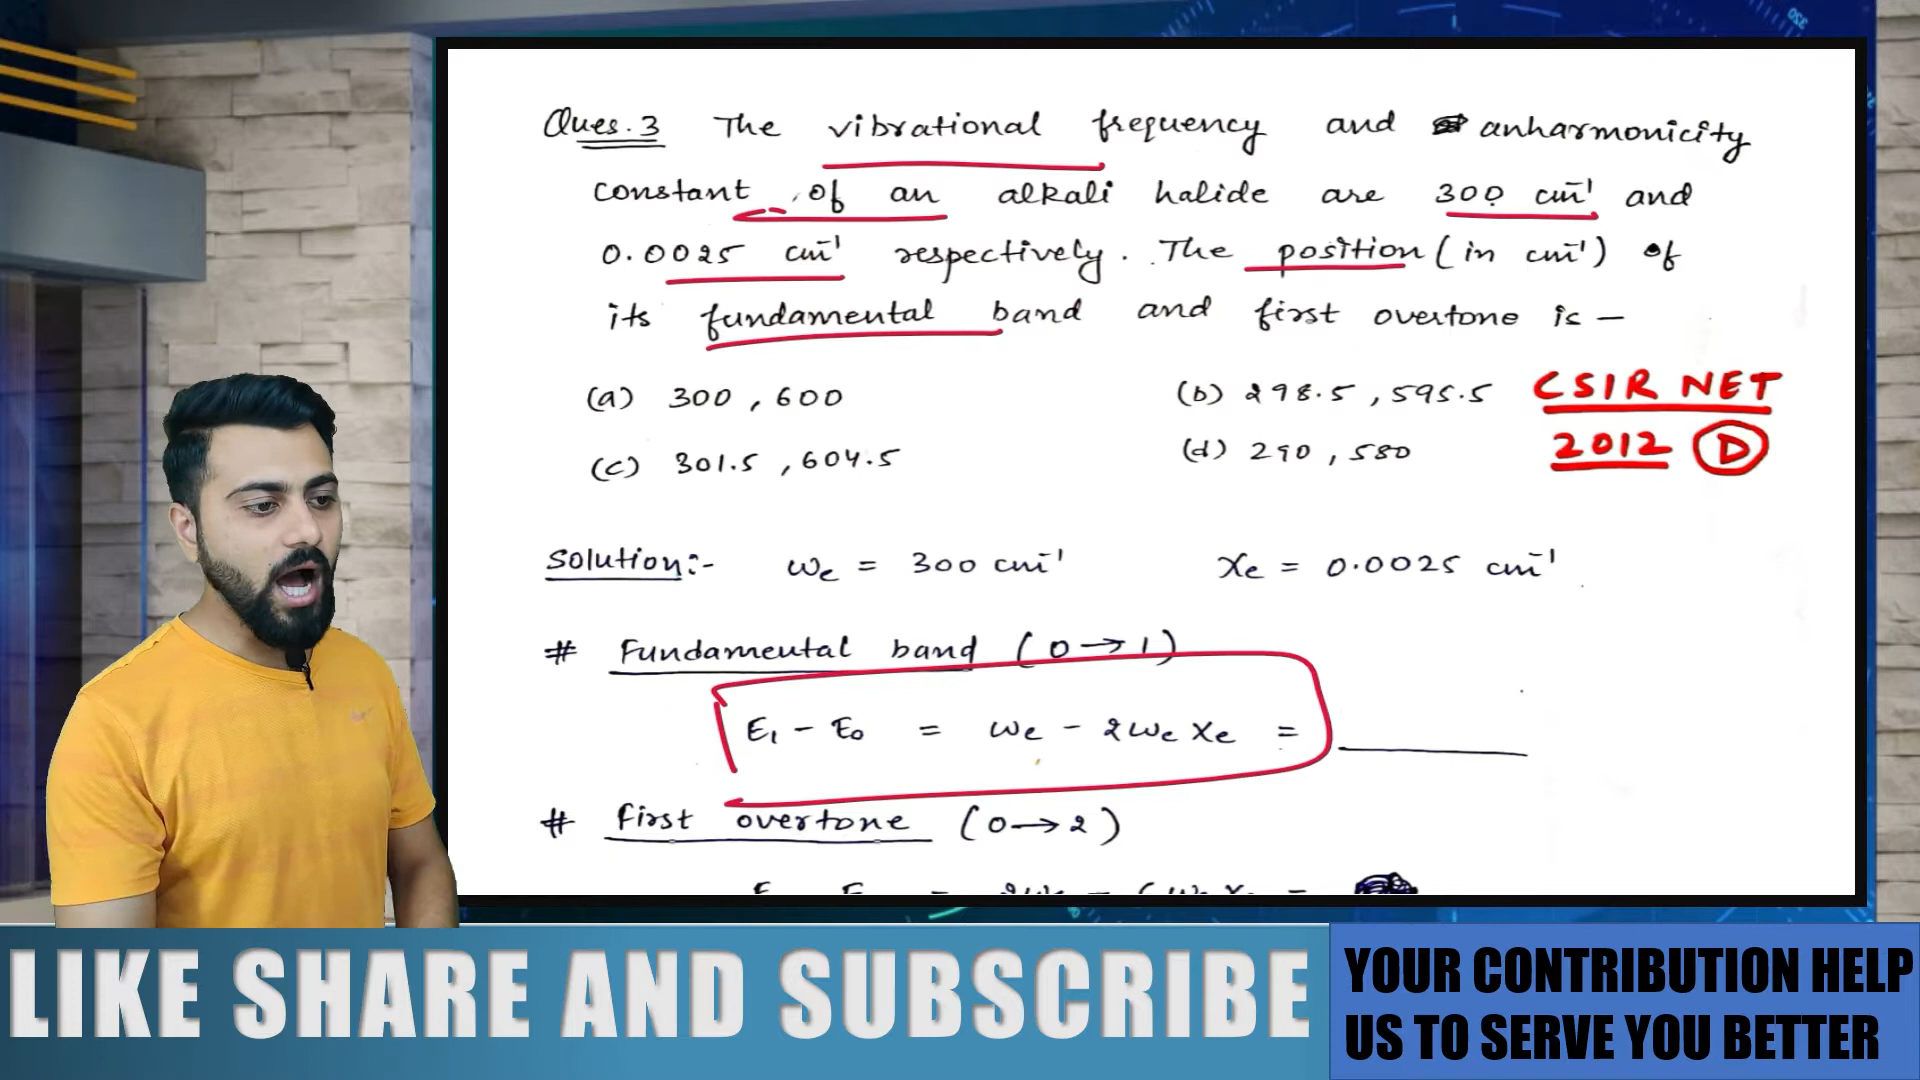 Ques. 3 The vibrational frequency and anharmonicity
constant of an alkali halide are 300 cm⁻¹ and
0.0025 cm⁻¹ respectively. The position (in cm⁻¹) of
its fundamental band and first overtone is –
(a) 300 , 600 (b) 298.5 , 595.5
(c) 301.5 , 604.5 (d) 290 , 580
CSIR NET
2012 D
Solution:- ωe = 300 cm⁻¹ Xe = 0.0025 cm⁻¹
# Fundamental band (0→1)
E₁ – E₀ = ωe – 2ωe Xe =
# First overtone (0→2)
LIKE SHARE AND SUBSCRIBE
YOUR CONTRIBUTION HELP
US TO SERVE YOU BETTER